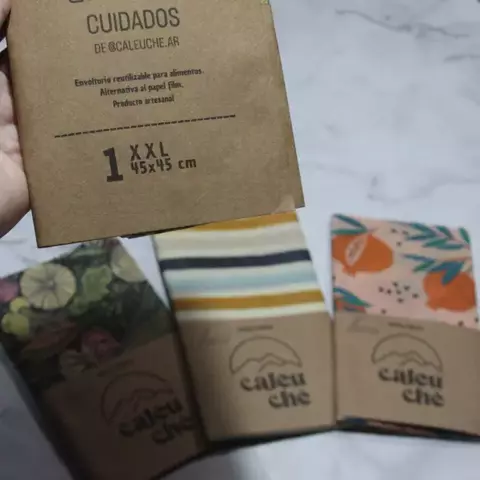 CUIDADOS
DE @CALEUCHE.AR
Envoltorio reutilizable para alimentos.
Alternativa al papel film.
Producto artesanal
1 XXL
45x45 cm
caleu
che
caleu
che
caleu
che